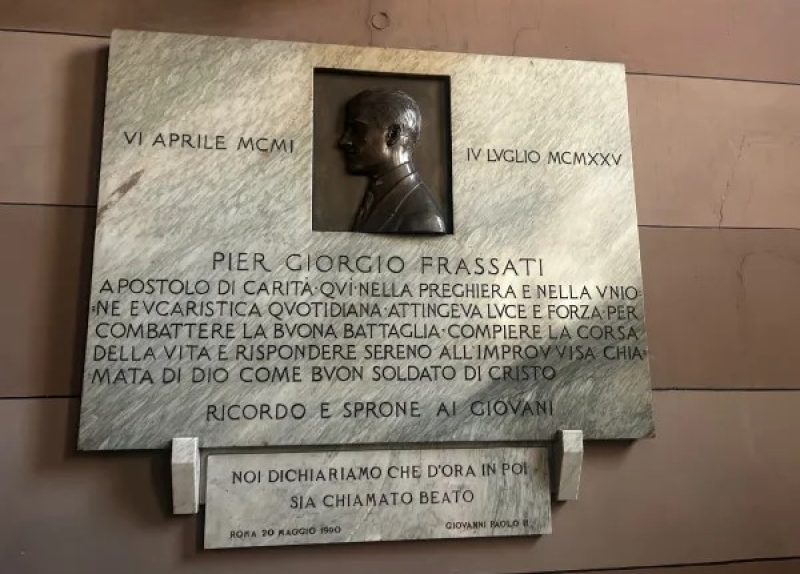 VI APRILE MCMI
IV LVGLIO MCMXXV
PIER GIORGIO FRASSATI
APOSTOLO DI CARITÀ·QVI·NELLA PREGHIERA E NELLA VNIO
NE EVCARISTICA QVOTIDIANA·ATTINGEVA LVCE E FORZA·PER
COMBATTERE LA BVONA BATTAGLIA·COMPIERE LA CORSA
DELLA VITA E RISPONDERE SERENO ALL'IMPROVVISA CHIA
MATA DI DIO COME BVON SOLDATO DI CRISTO
RICORDO E SPRONE AI GIOVANI
NOI DICHIARIAMO CHE D'ORA IN POI
SIA CHIAMATO BEATO
ROMA 20 MAGGIO 1990
GIOVANNI PAOLO II